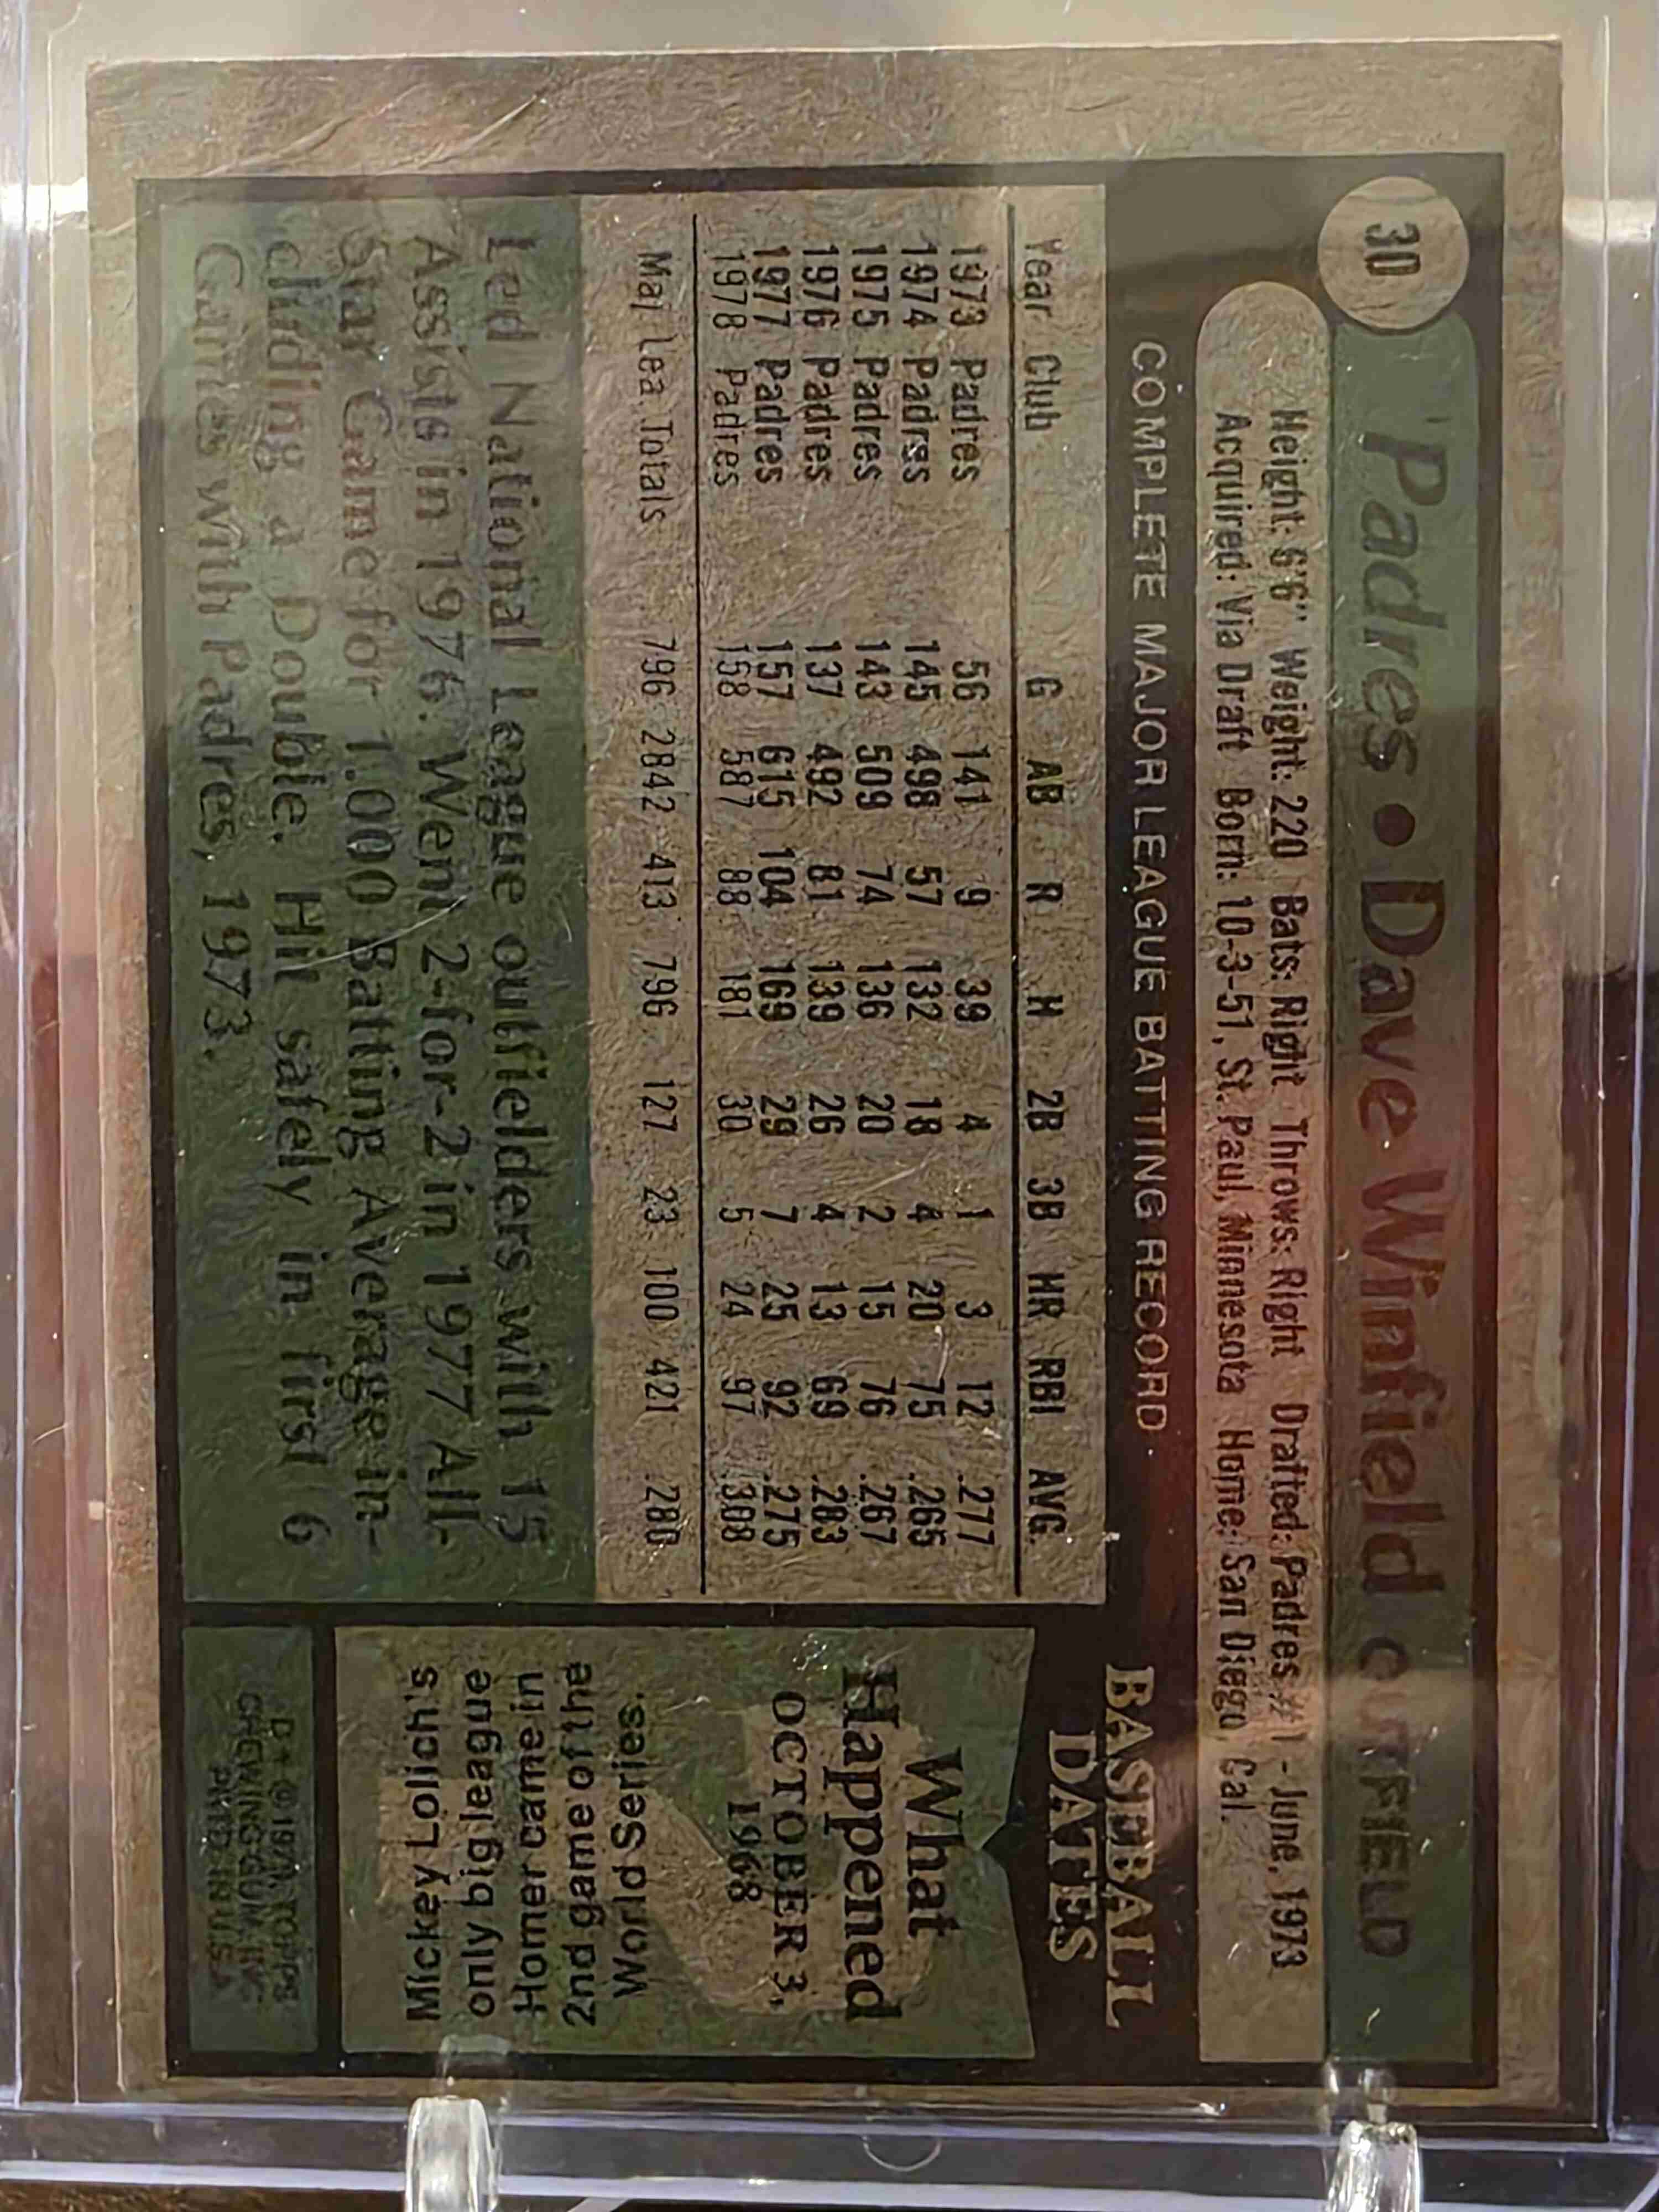 30
Padres • Dave Winfield OUTFIELD
Height: 6'6" Weight: 220 Bats: Right Throws: Right Drafted: Padres #1 - June, 1973
Acquired: Via Draft Born: 10-3-51, St. Paul, Minnesota Home: San Diego, Cal.
COMPLETE MAJOR LEAGUE BATTING RECORD
Year Club G AB R H 2B 3B HR RBI AVG.
1973 Padres 56 141 9 39 4 1 3 12 .277
1974 Padres 145 498 57 132 18 4 20 75 .265
1975 Padres 143 509 74 136 20 2 15 76 .267
1976 Padres 137 492 81 139 26 4 13 69 .283
1977 Padres 157 615 104 169 29 7 25 92 .275
1978 Padres 158 587 88 181 30 5 24 97 .308
Maj. Lea. Totals 796 2842 413 796 127 23 100 421 .280
Led National League outfielders with 15
Assists in 1976. Went 2-for-2 in 1977 All-
Star Game for 1.000 Batting Average in-
cluding a Double. Hit safely in first 6
Games with Padres, 1973.
BASEBALL
DATES
What
Happened
OCTOBER 3,
1968
Mickey Lolich's
only big league
Homer came in
2nd game of the
World Series.
TOPPS
CHEWING GUM, INC.
PRTD. IN U.S.A.